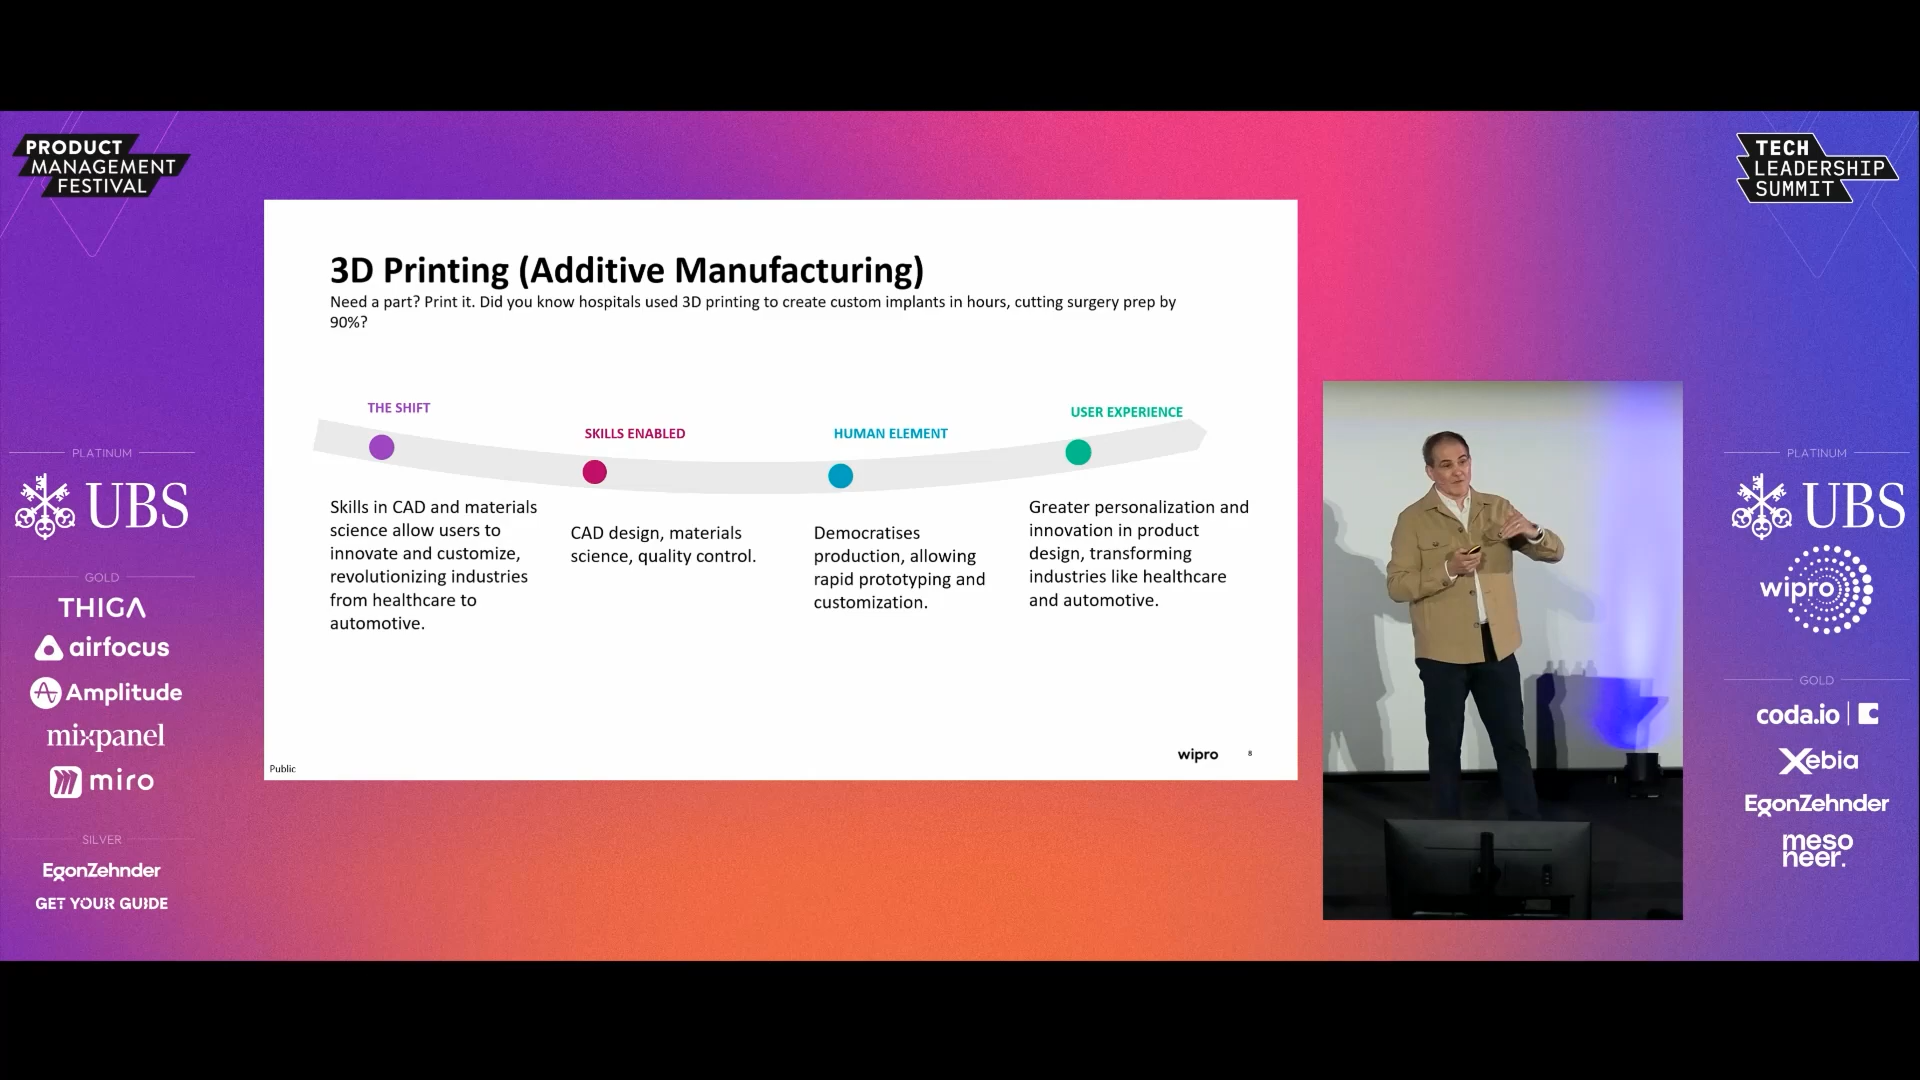 PRODUCT
MANAGEMENT
FESTIVAL
TECH
LEADERSHIP
SUMMIT
3D Printing (Additive Manufacturing)
Need a part? Print it. Did you know hospitals used 3D printing to create custom implants in hours, cutting surgery prep by
90%?
THE SHIFT
Skills in CAD and materials
science allow users to
innovate and customize,
revolutionizing industries
from healthcare to
automotive.
SKILLS ENABLED
CAD design, materials
science, quality control.
HUMAN ELEMENT
Democratises
production, allowing
rapid prototyping and
customization.
USER EXPERIENCE
Greater personalization and
innovation in product
design, transforming
industries like healthcare
and automotive.
Public
wipro
8
PLATINUM
UBS
GOLD
THIGA
airfocus
Amplitude
mixpanel
miro
SILVER
EgonZehnder
GET YOUR GUIDE
PLATINUM
UBS
wipro
GOLD
coda.io
Xebia
EgonZehnder
meso
neer.